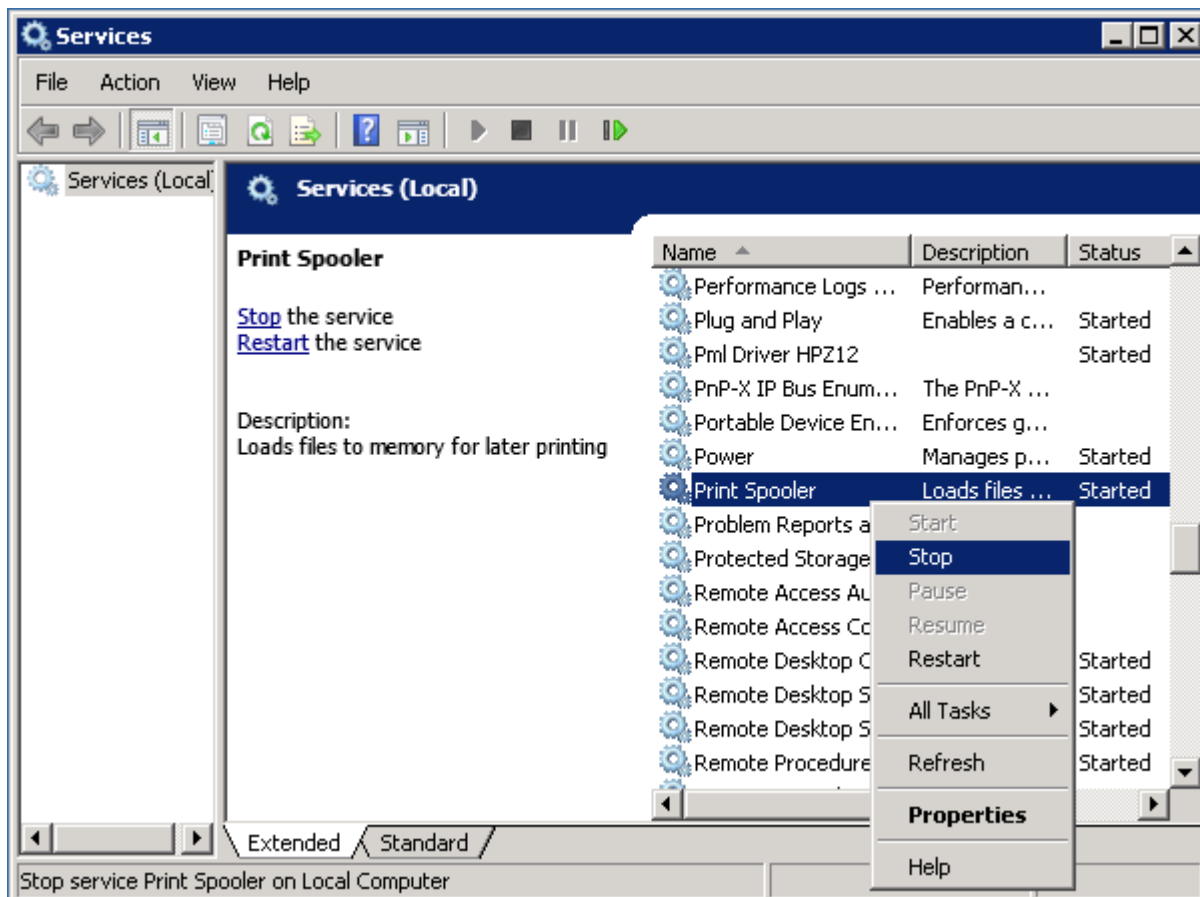 Services
File Action View Help
Services (Local
Services (Local)
Print Spooler
Stop the service
Restart the service
Description:
Loads files to memory for later printing
Name Description Status
Performance Logs ... Performan...
Plug and Play Enables a c... Started
Pml Driver HPZ12 Started
PnP-X IP Bus Enum... The PnP-X ...
Portable Device En... Enforces g...
Power Manages p... Started
Print Spooler Loads files ... Started
Problem Reports a
Protected Storage
Remote Access Au
Remote Access Co
Remote Desktop C Started
Remote Desktop S Started
Remote Desktop S Started
Remote Procedure Started
Start
Stop
Pause
Resume
Restart
All Tasks
Refresh
Properties
Help
Extended Standard
Stop service Print Spooler on Local Computer